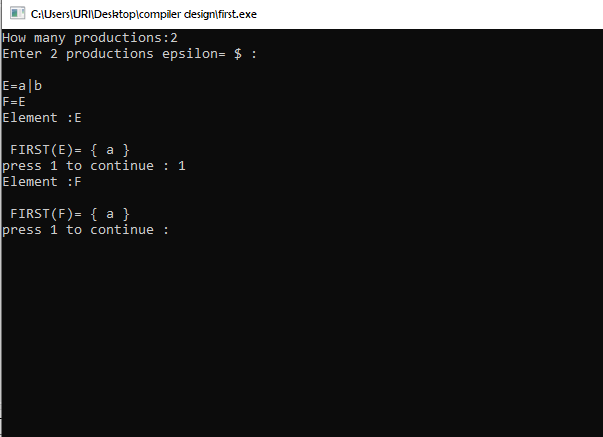 C:\Users\URI\Desktop\compiler design\first.exe
How many productions:2
Enter 2 productions epsilon= $ :
E=a|b
F=E
Element :E
FIRST(E)= { a }
press 1 to continue : 1
Element :F
FIRST(F)= { a }
press 1 to continue :